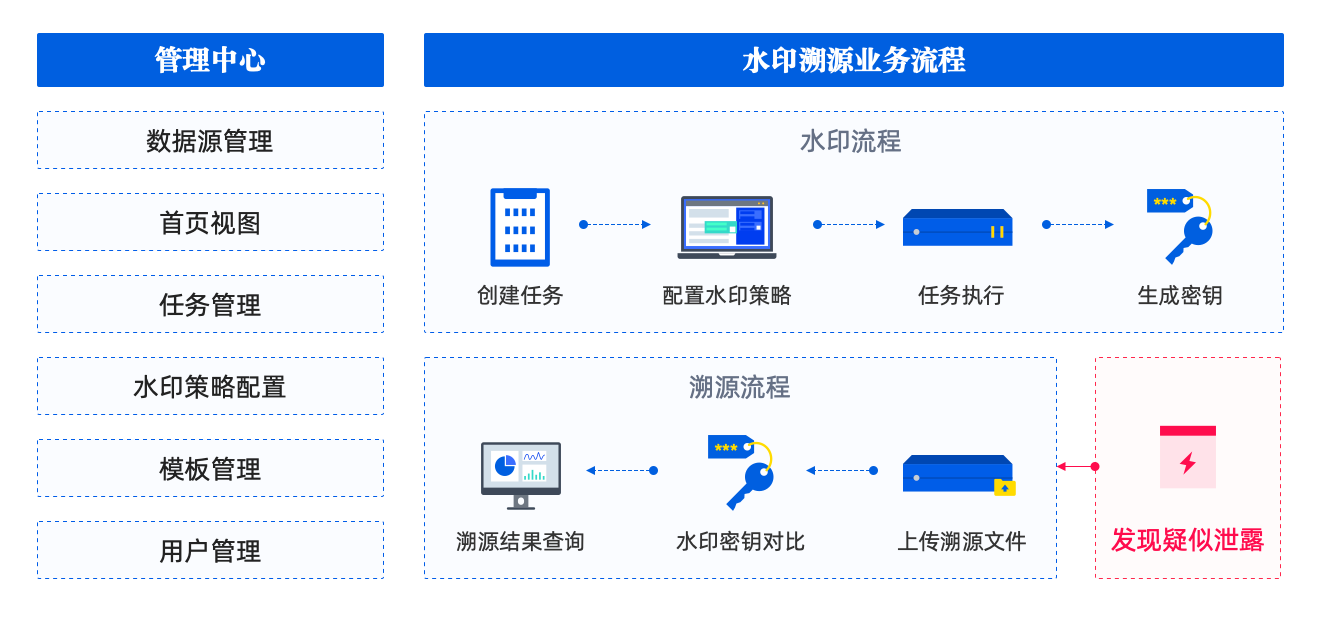 管理中心
数据源管理
首页视图
任务管理
水印策略配置
模板管理
用户管理
水印溯源业务流程
水印流程
***
创建任务
配置水印策略
任务执行
生成密钥
溯源流程
***
溯源结果查询
水印密钥对比
上传溯源文件
发现疑似泄露